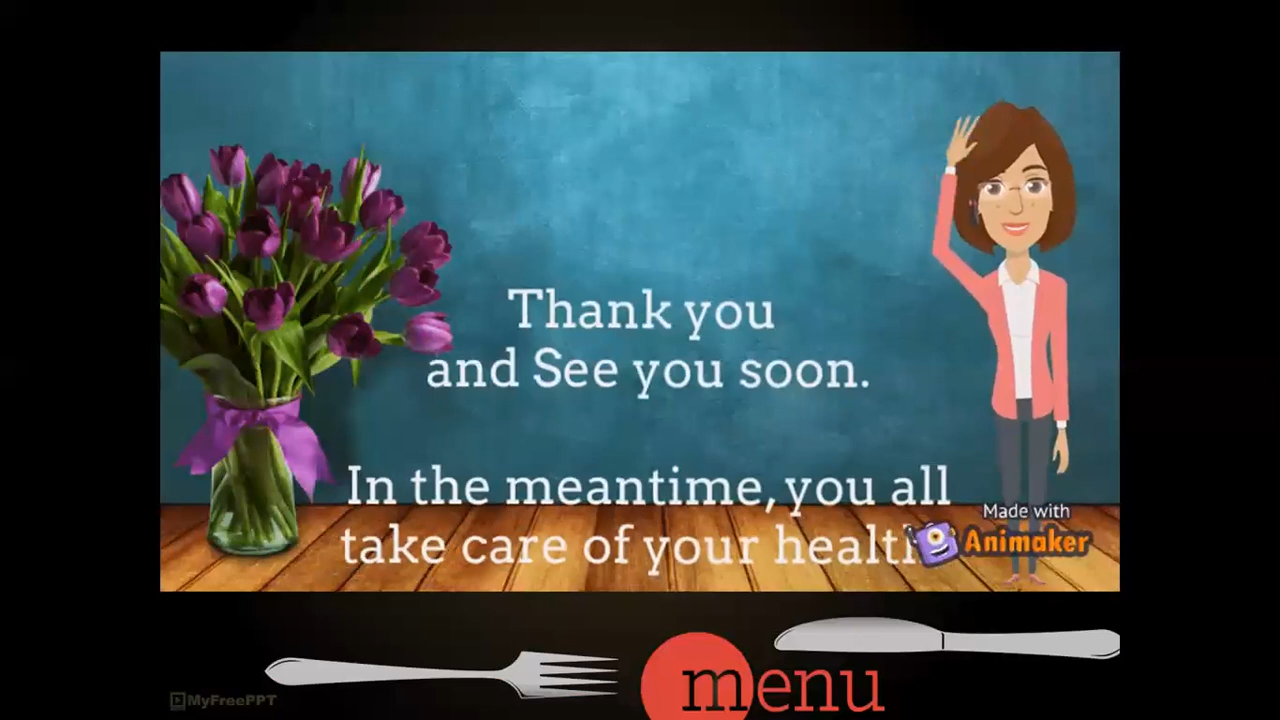 Thank you
and See you soon.
In the meantime, you all
take care of your health
Made with
Animaker
menu
MyFreePPT